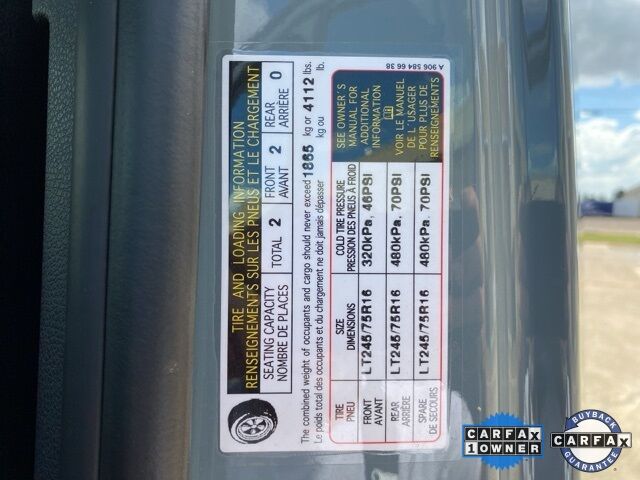 TIRE AND LOADING INFORMATION
RENSEIGNEMENTS SUR LES PNEUS ET LE CHARGEMENT
SEATING CAPACITY TOTAL 2 FRONT 2 REAR 0
NOMBRE DE PLACES AVANT ARRIÈRE
The combined weight of occupants and cargo should never exceed 1865 kg or 4112 lbs.
Le poids total des occupants et du chargement ne doit jamais dépasser kg ou lb.
TIRE SIZE COLD TIRE PRESSURE
PNEU DIMENSIONS PRESSION DES PNEUS À FROID
FRONT LT245/75R16 320kPa, 46PSI
AVANT
REAR LT245/75R16 480kPa, 70PSI
ARRIÈRE
SPARE LT245/75R16 480kPa, 70PSI
DE SECOURS
SEE OWNER'S
MANUAL FOR
ADDITIONAL
INFORMATION
VOIR LE MANUEL
DE L'USAGER
POUR PLUS DE
RENSEIGNEMENTS
A 906 584 66 38
CARFAX
1 OWNER
BUYBACK
CARFAX
GUARANTEE